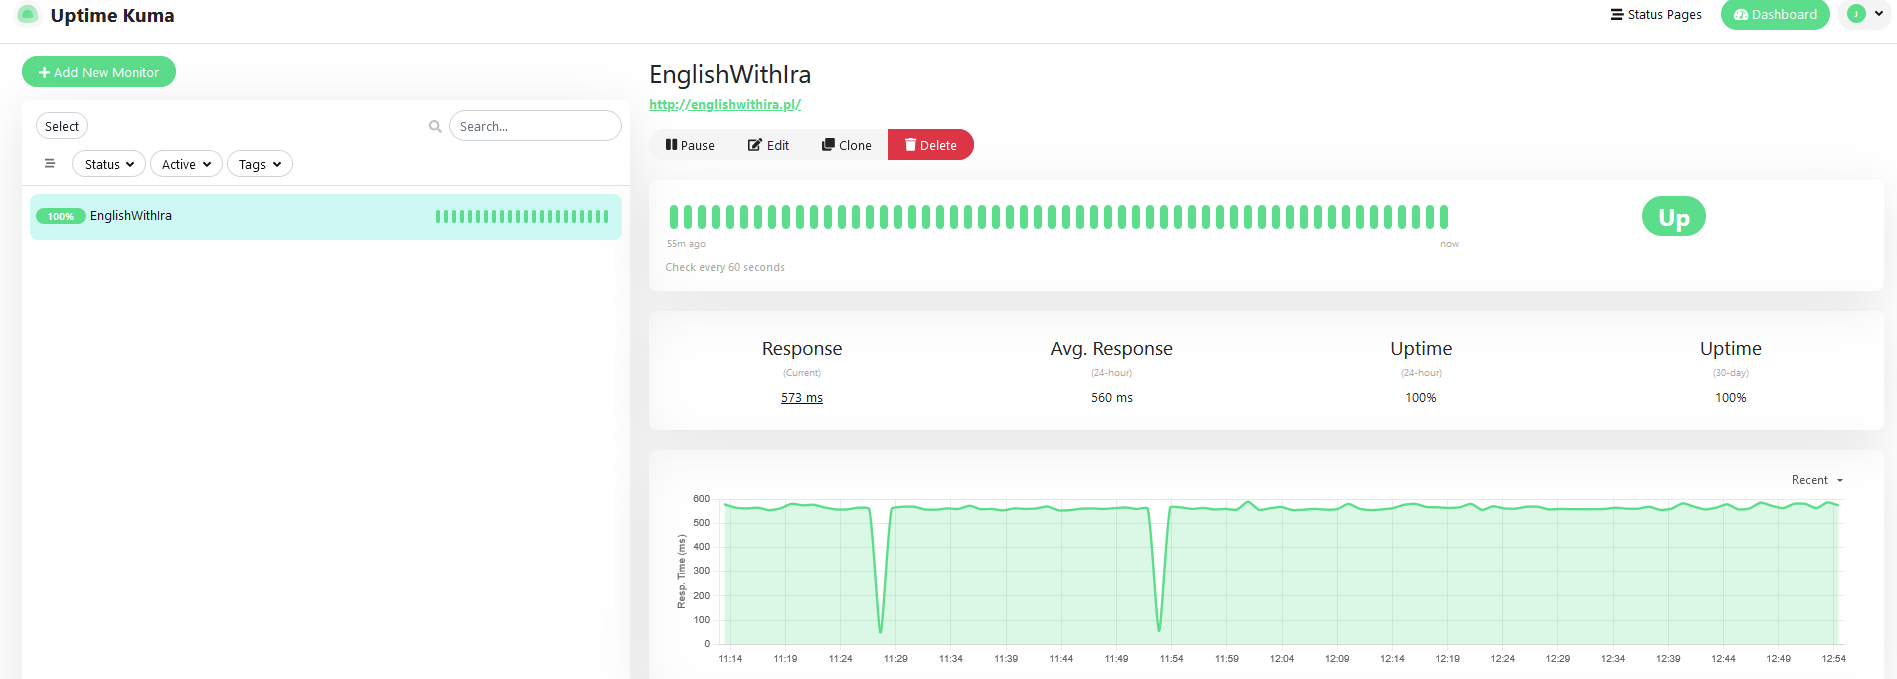 Uptime Kuma
Status Pages
Dashboard
J
Add New Monitor
Select
Search...
Status
Active
Tags
100%
EnglishWithIra
EnglishWithIra
http://englishwithira.pl/
Pause
Edit
Clone
Delete
55m ago
now
Check every 60 seconds
Up
Response
(Current)
573 ms
Avg. Response
(24-hour)
560 ms
Uptime
(24-hour)
100%
Uptime
(30-day)
100%
Recent
Resp. Time (ms)
600
500
400
300
200
100
0
11:14 11:19 11:24 11:29 11:34 11:39 11:44 11:49 11:54 11:59 12:04 12:09 12:14 12:19 12:24 12:29 12:34 12:39 12:44 12:49 12:54